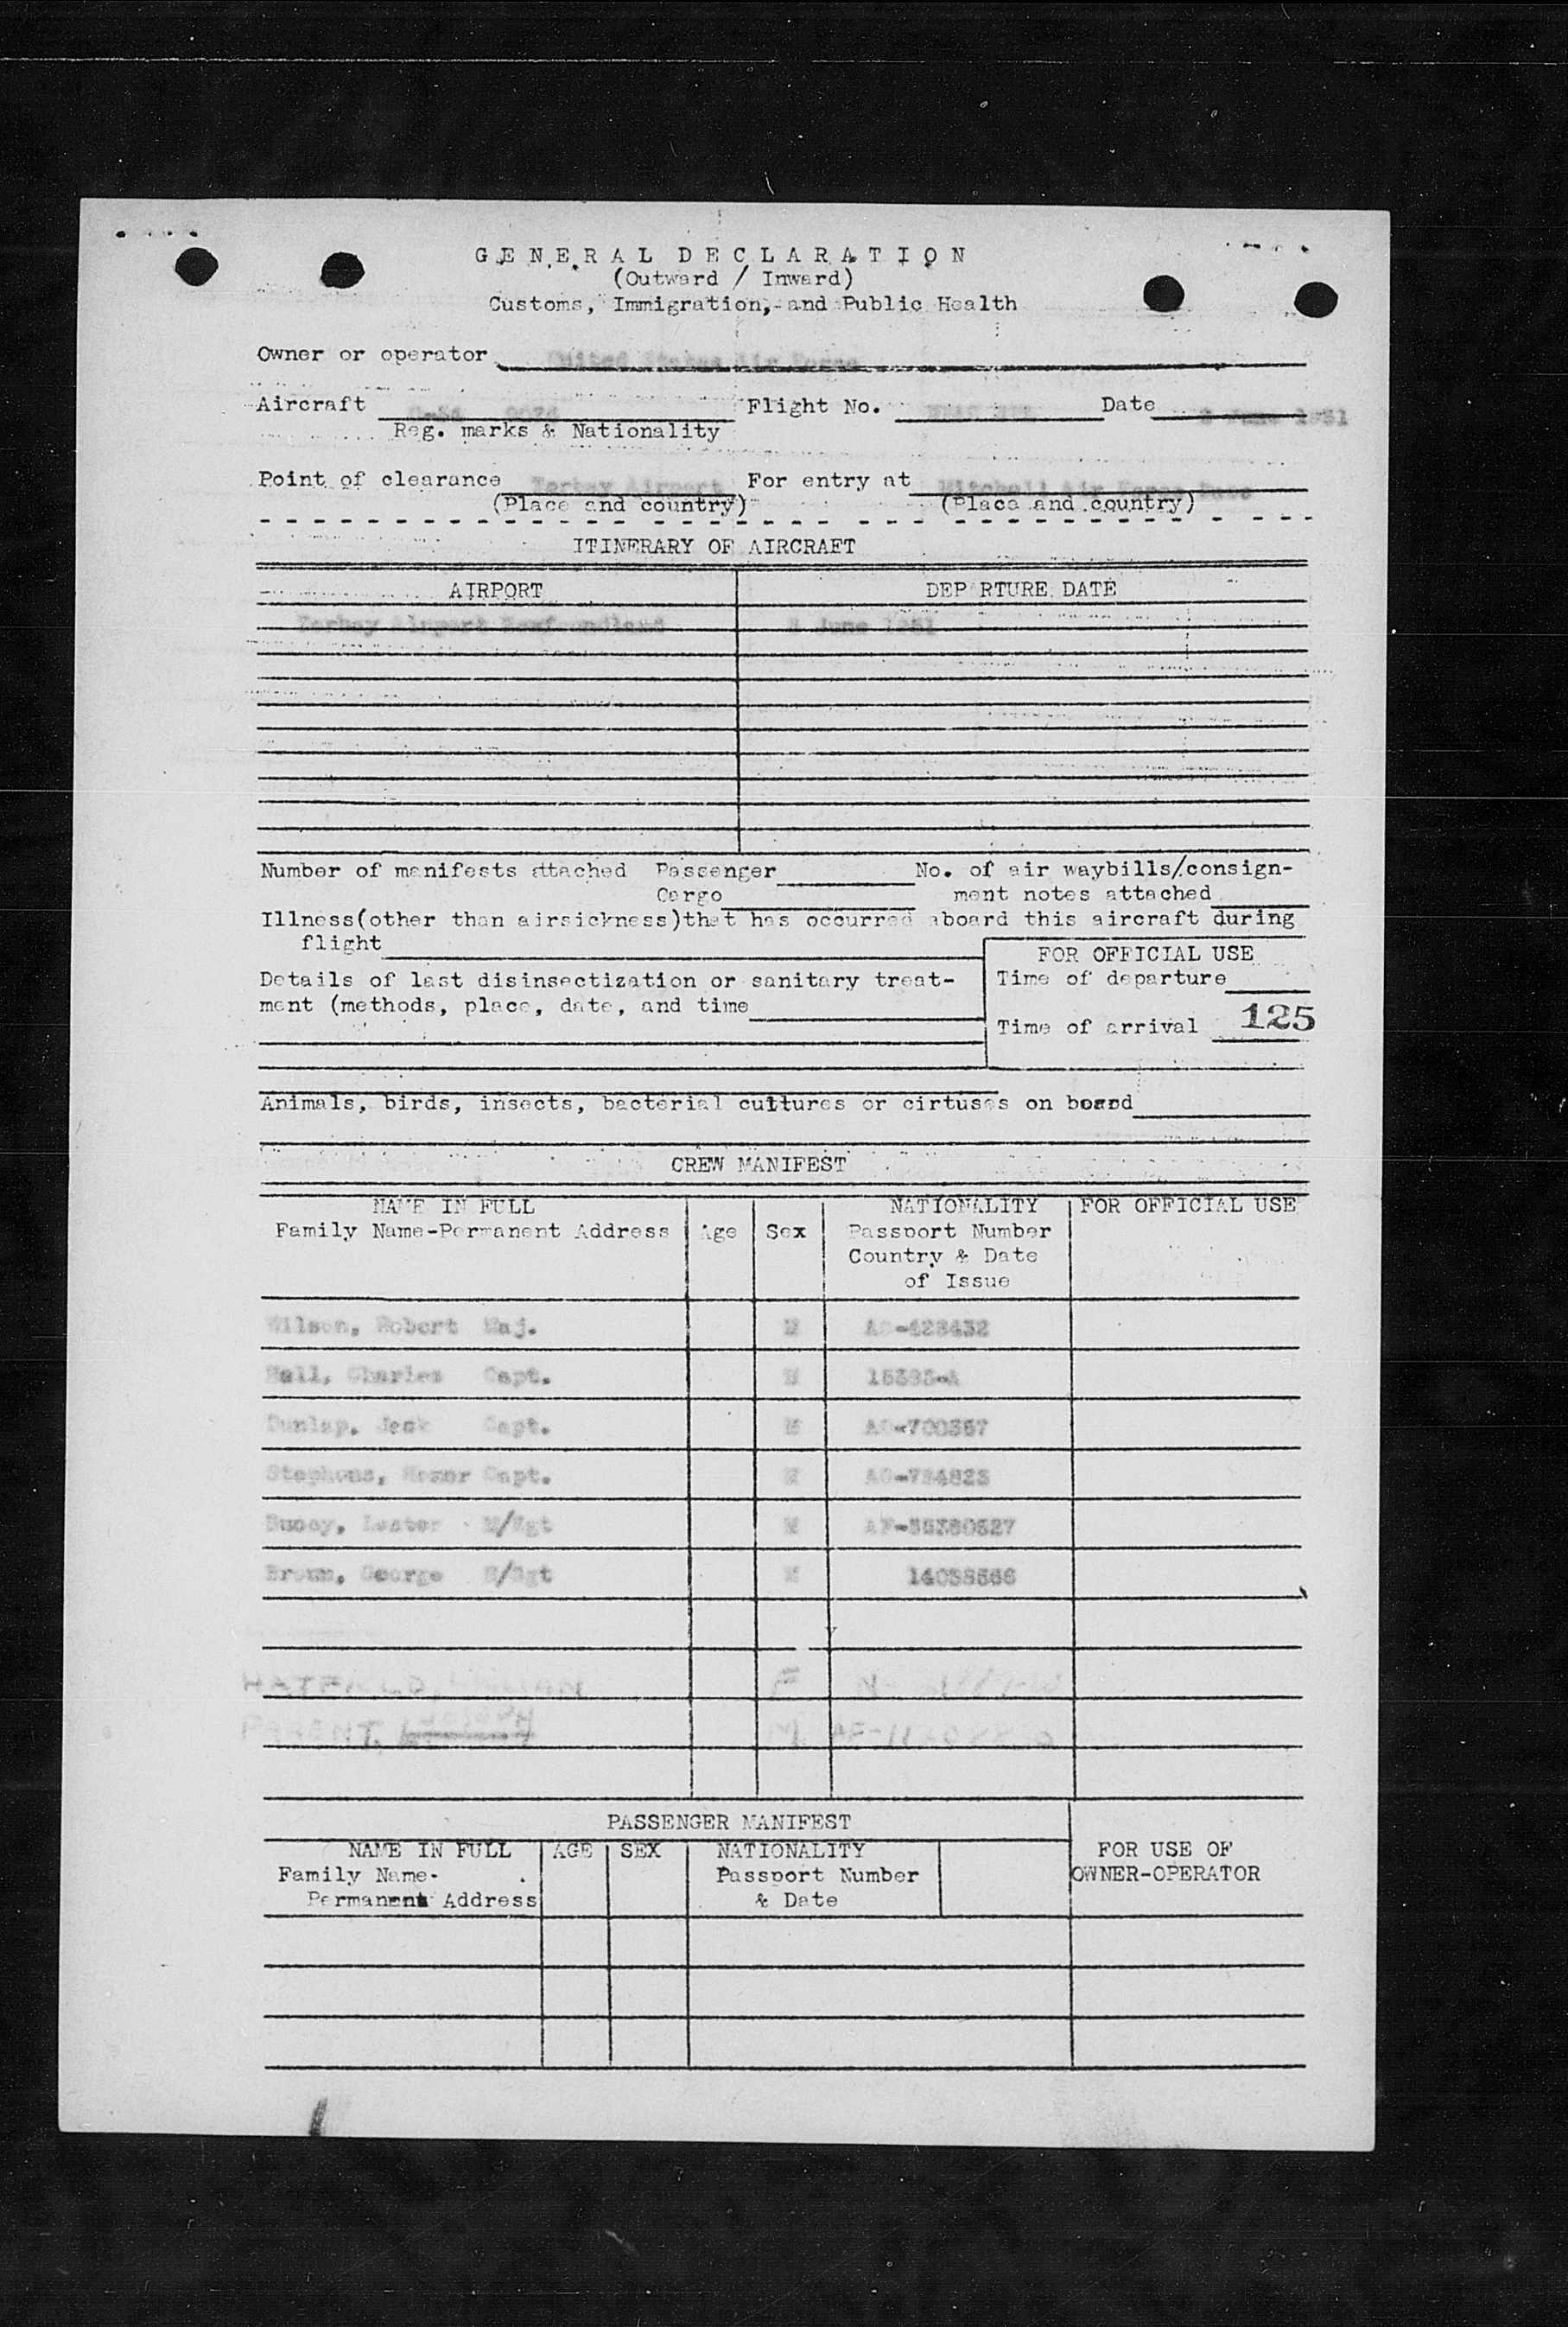 GENERAL DECLARATION
(Outward / Inward)
Customs, Immigration, and Public Health
Owner or operator United States Air Force
Aircraft C-54 Flight No. Date 8 June 1951
Reg. marks & Nationality
Point of clearance Torbay Airport For entry at Mitchell Air Force Base
(Place and country) (Place and country)
ITINERARY OF AIRCRAFT
AIRPORT DEPARTURE DATE
Torbay Airport Newfoundland 8 June 1951
Number of manifests attached Passenger No. of air waybills/consign-
Cargo ment notes attached
Illness(other than airsickness)that has occurred aboard this aircraft during
flight
FOR OFFICIAL USE
Details of last disinsectization or sanitary treat- Time of departure
ment (methods, place, date, and time
125
Time of arrival
Animals, birds, insects, bacterial cultures or cirtuses on board
CREW MANIFEST
NAME IN FULL NATIONALITY FOR OFFICIAL USE
Family Name-Permanent Address Age Sex Passport Number
Country & Date
of Issue
Wilson, Robert Maj. M AO-423432
Hall, Charles Capt. M 15393-A
Dunlap, Jack Capt. M AO-700357
Stephens, Homer Capt. M AO-734823
Lester M/Sgt M AF-36380527
Brown, George S/Sgt M 14038566
HATFIELD, F
PARENT, M
PASSENGER MANIFEST
NAME IN FULL AGE SEX NATIONALITY FOR USE OF
Family Name- Passport Number OWNER-OPERATOR
Permanent Address & Date